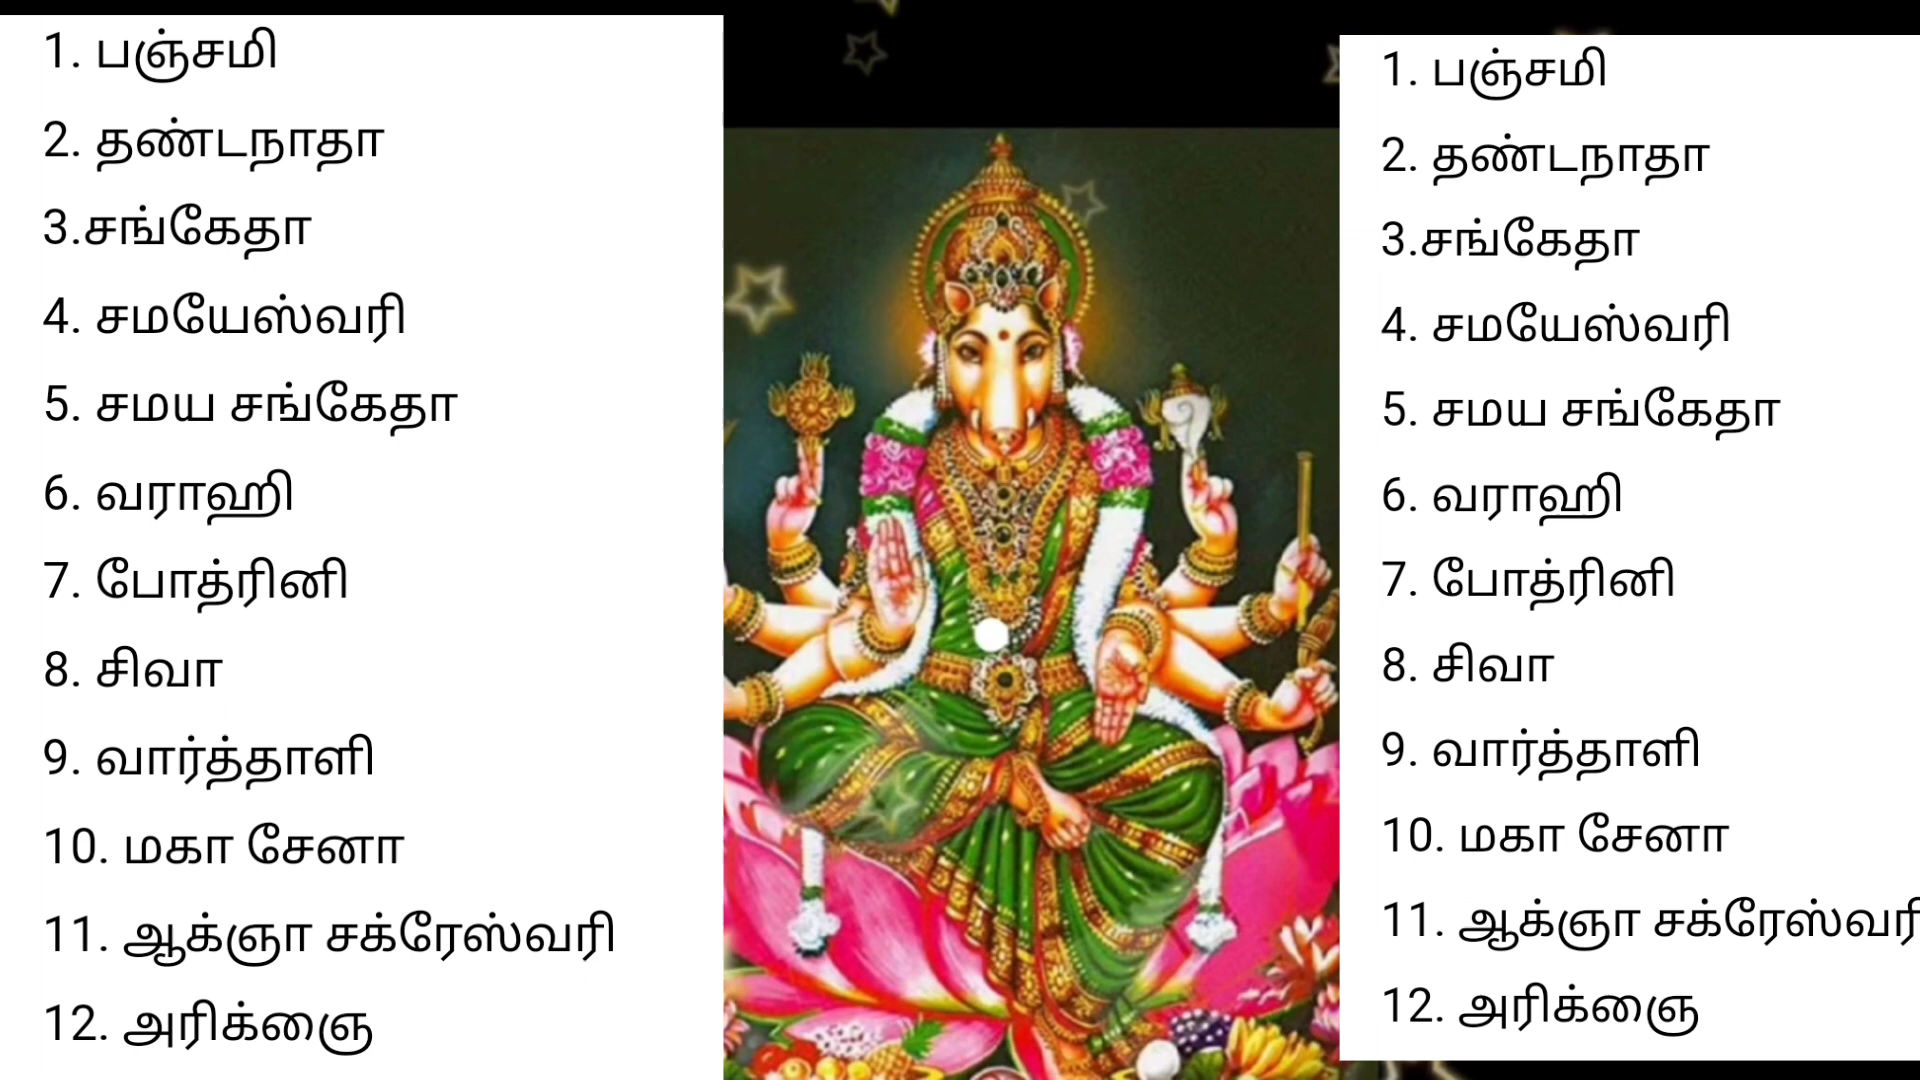 1. பஞ்சமி
2. தண்டநாதா
3.சங்கேதா
4. சமயேஸ்வரி
5. சமய சங்கேதா
6. வராஹி
7. போத்ரினி
8. சிவா
9. வார்த்தாளி
10. மகா சேனா
11. ஆக்ஞா சக்ரேஸ்வரி
12. அரிக்ஞை
1. பஞ்சமி
2. தண்டநாதா
3.சங்கேதா
4. சமயேஸ்வரி
5. சமய சங்கேதா
6. வராஹி
7. போத்ரினி
8. சிவா
9. வார்த்தாளி
10. மகா சேனா
11. ஆக்ஞா சக்ரேஸ்வரி
12. அரிக்ஞை